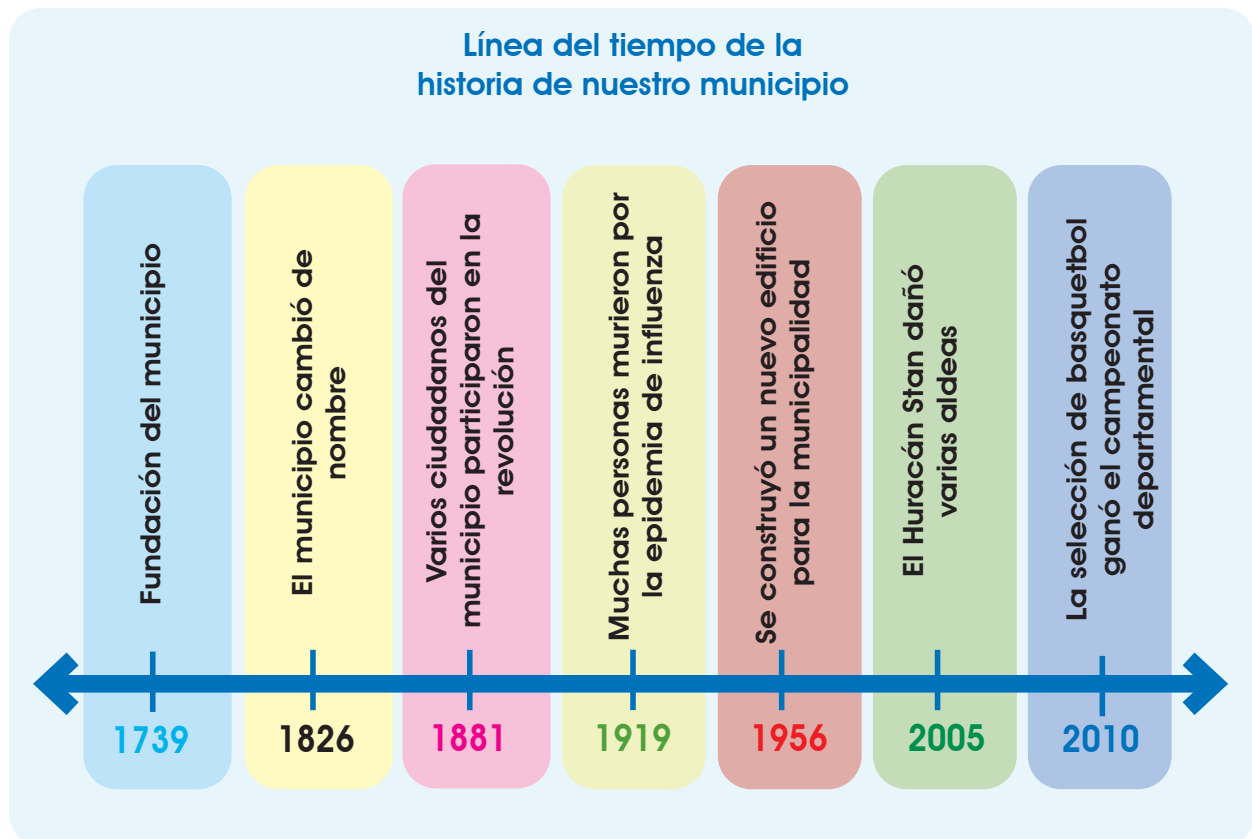 Línea del tiempo de la
historia de nuestro municipio
Fundación del municipio
1739
El municipio cambió de
nombre
1826
Varios ciudadanos del
municipio participaron en la
revolución
1881
Muchas personas murieron por
la epidemia de influenza
1919
Se construyó un nuevo edificio
para la municipalidad
1956
El Huracán Stan dañó
varias aldeas
2005
La selección de basquetbol
ganó el campeonato
departamental
2010